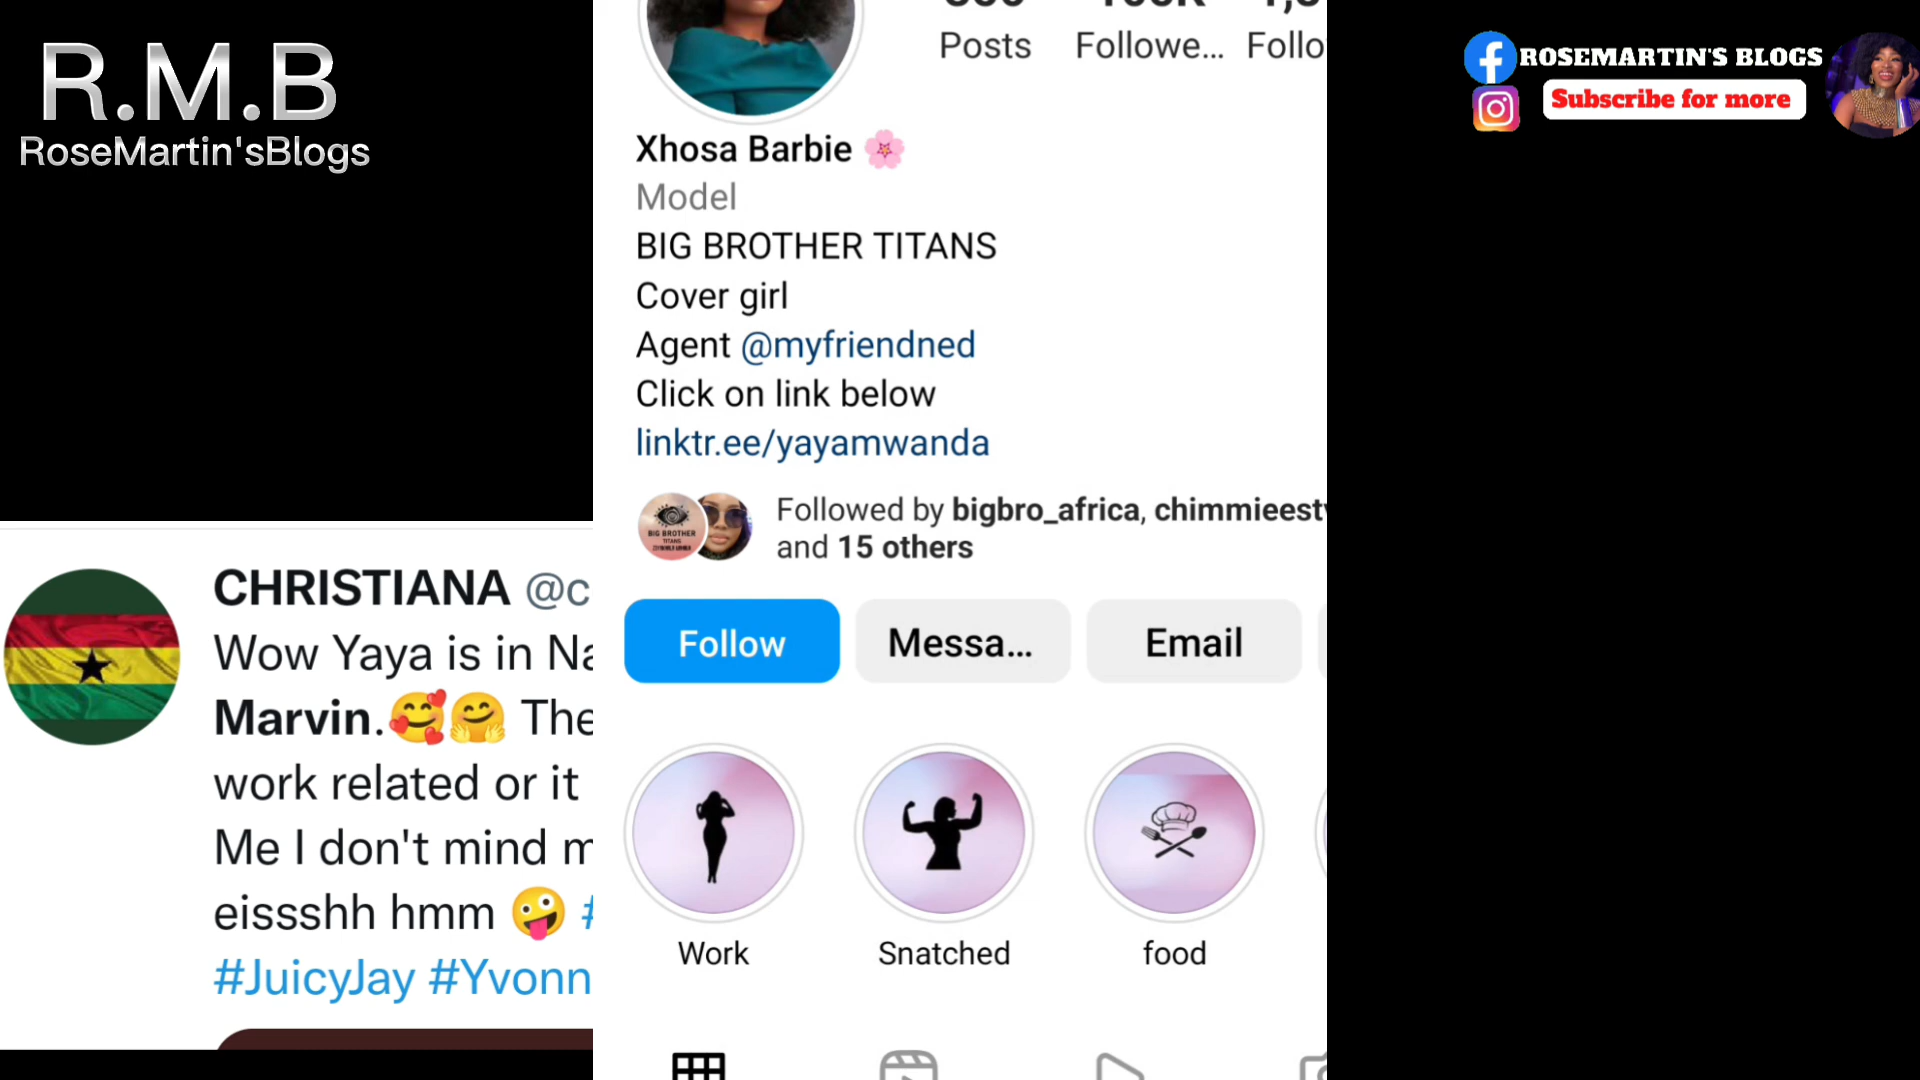 R.M.B
RoseMartin'sBlogs
Posts
Followe...
Follo
Xhosa Barbie 🌸
Model
BIG BROTHER TITANS
Cover girl
Agent @myfriendned
Click on link below
linktr.ee/yayamwanda
BIG BROTHER
TITANS
Followed by bigbro_africa, chimmieest
and 15 others
Follow
Messa...
Email
Work
Snatched
food
CHRISTIANA @c
Wow Yaya is in Na
Marvin.🥰🤗 The
work related or it
Me I don't mind m
eissshh hmm 🤪 #
#JuicyJay #Yvonn
ROSEMARTIN'S BLOGS
Subscribe for more